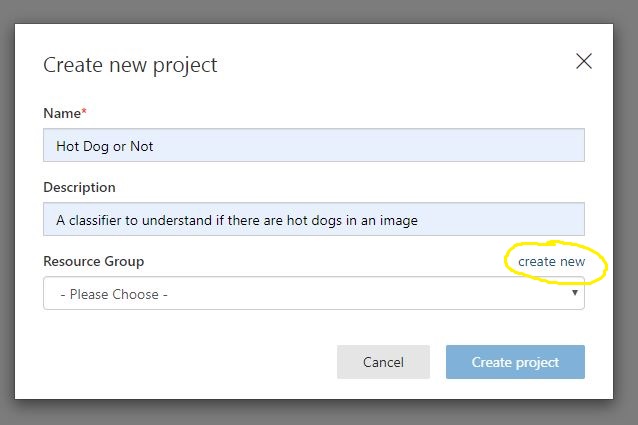 Create new project
Name*
Hot Dog or Not
Description
A classifier to understand if there are hot dogs in an image
Resource Group create new
- Please Choose -
Cancel Create project